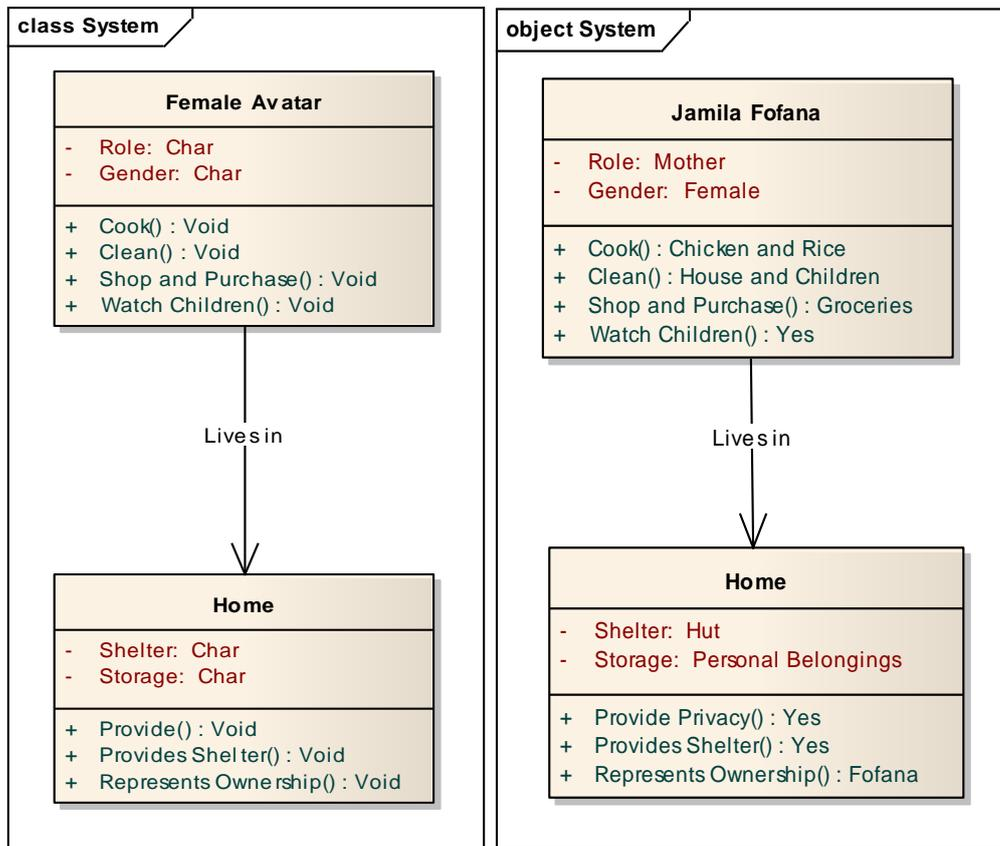 class System
Female Avatar
- Role: Char
- Gender: Char
+ Cook() : Void
+ Clean() : Void
+ Shop and Purchase() : Void
+ Watch Children() : Void
Lives in
Home
- Shelter: Char
- Storage: Char
+ Provide() : Void
+ Provides Shelter() : Void
+ Represents Ownership() : Void
object System
Jamila Fofana
- Role: Mother
- Gender: Female
+ Cook() : Chicken and Rice
+ Clean() : House and Children
+ Shop and Purchase() : Groceries
+ Watch Children() : Yes
Lives in
Home
- Shelter: Hut
- Storage: Personal Belongings
+ Provide Privacy() : Yes
+ Provides Shelter() : Yes
+ Represents Ownership() : Fofana